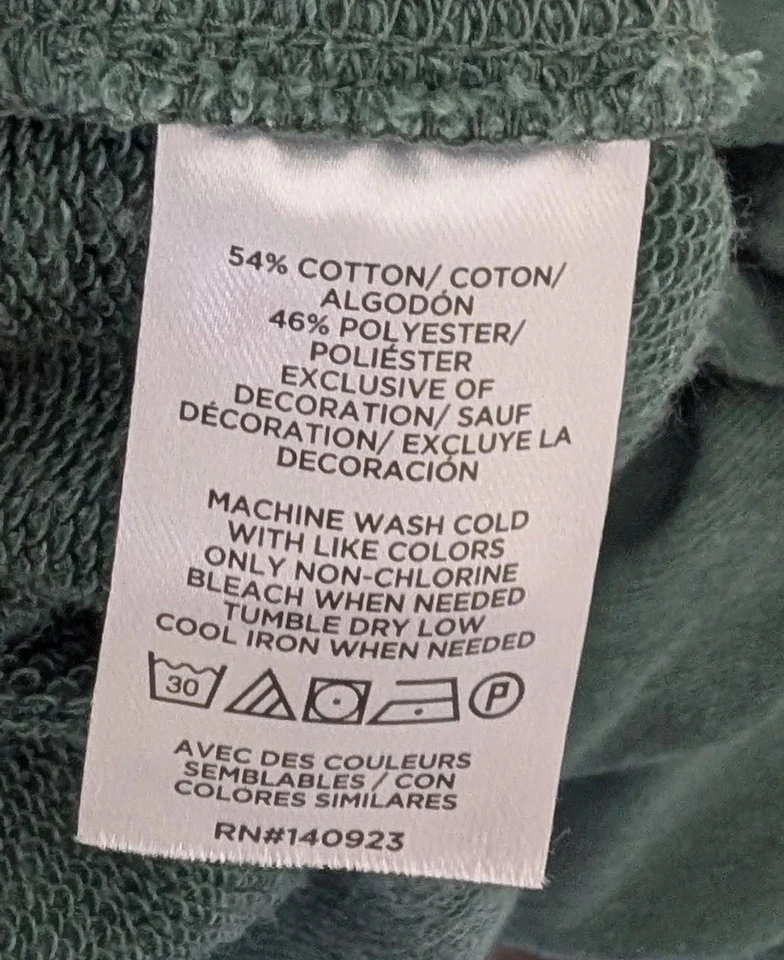 54% COTTON/ COTON/
ALGODÓN
46% POLYESTER/
POLIÉSTER
EXCLUSIVE OF
DECORATION/ SAUF
DÉCORATION/ EXCLUYE LA
DECORACIÓN
MACHINE WASH COLD
WITH LIKE COLORS
ONLY NON-CHLORINE
BLEACH WHEN NEEDED
TUMBLE DRY LOW
COOL IRON WHEN NEEDED
30 P
AVEC DES COULEURS
SEMBLABLES / CON
COLORES SIMILARES
RN#140923